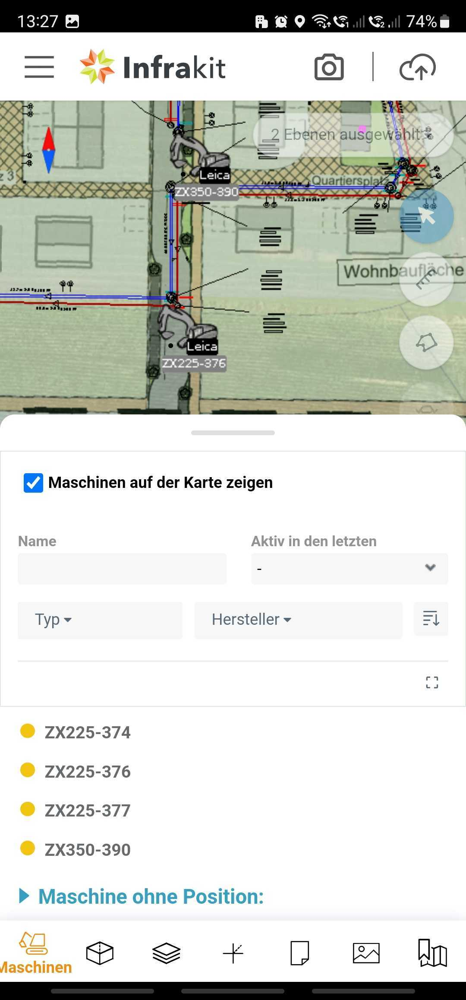 13:27
74%
Infrakit
2 Ebenen ausgewählt
Leica
ZX350-390
z 3
Wohnbaufläche
Leica
ZX225-376
Maschinen auf der Karte zeigen
Name
Aktiv in den letzten
-
Typ
Hersteller
ZX225-374
ZX225-376
ZX225-377
ZX350-390
Maschine ohne Position:
Maschinen